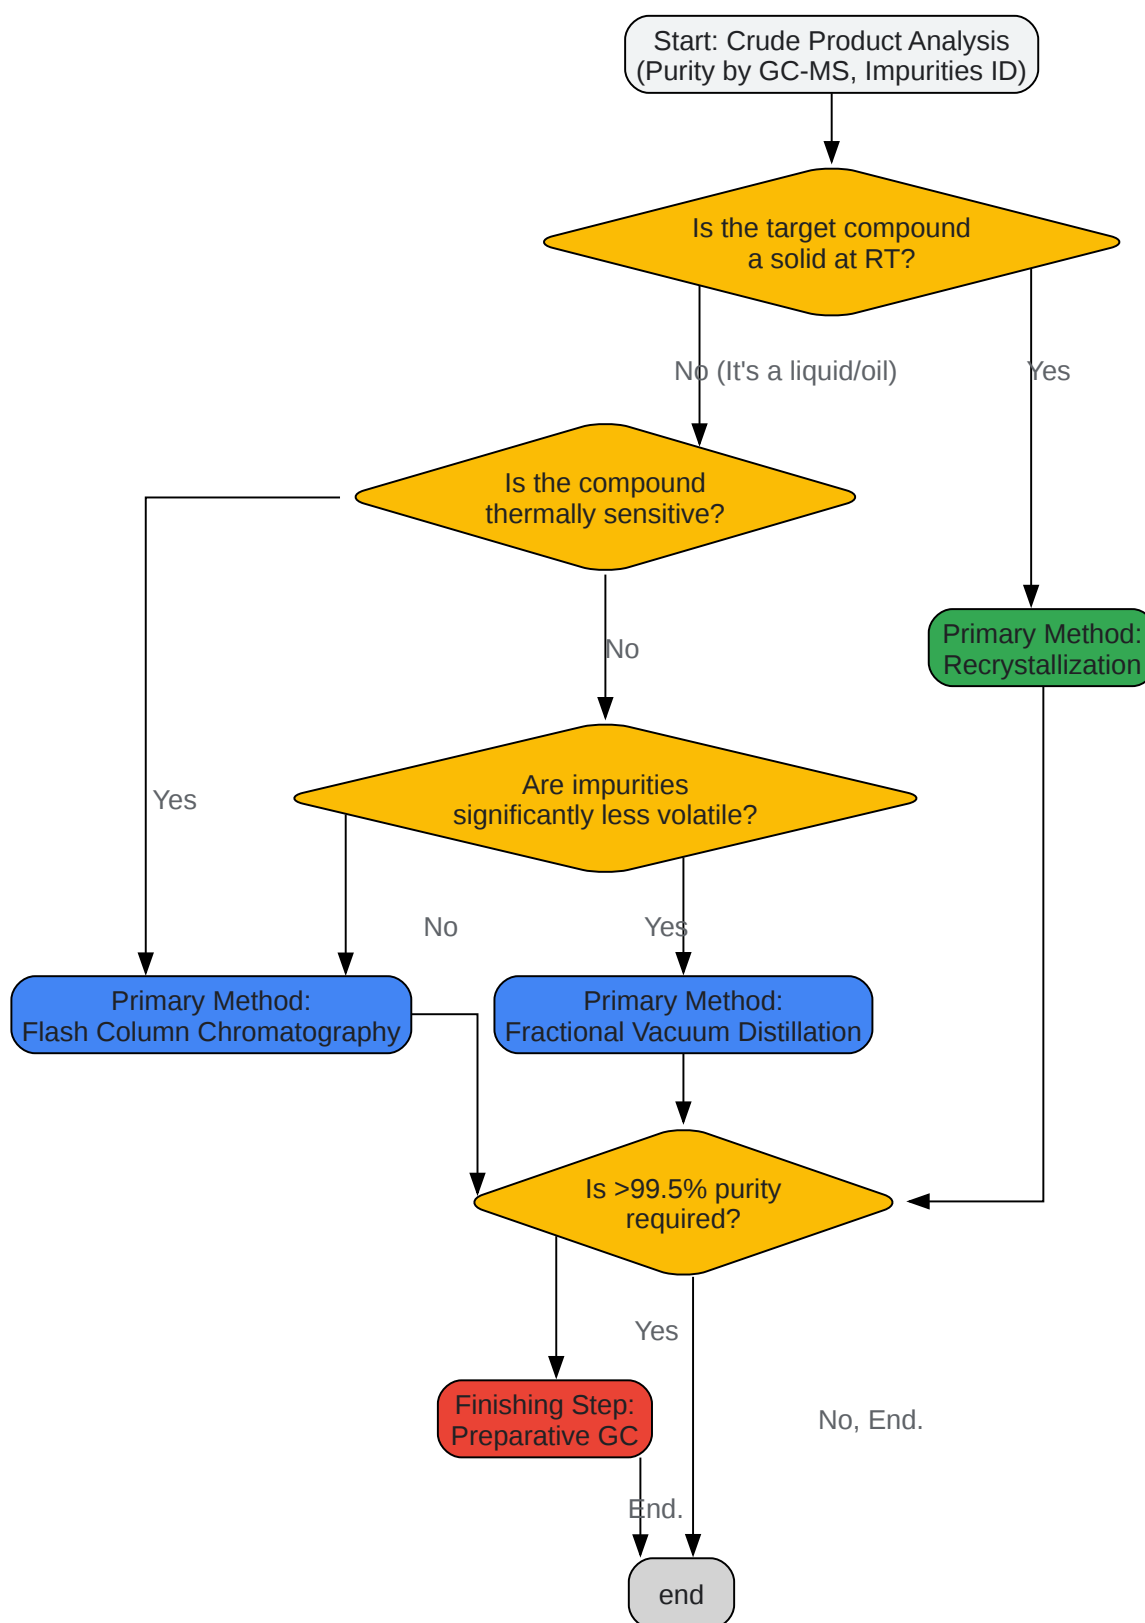 Start: Crude Product Analysis
(Purity by GC-MS, Impurities ID)
Is the target compound
a solid at RT?
No (It's a liquid/oil)
Yes
Is the compound
thermally sensitive?
No
Primary Method:
Recrystallization
Are impurities
significantly less volatile?
Yes
No
Yes
Primary Method:
Flash Column Chromatography
Primary Method:
Fractional Vacuum Distillation
Is >99.5% purity
required?
Yes
Finishing Step:
Preparative GC
No, End.
End.
end